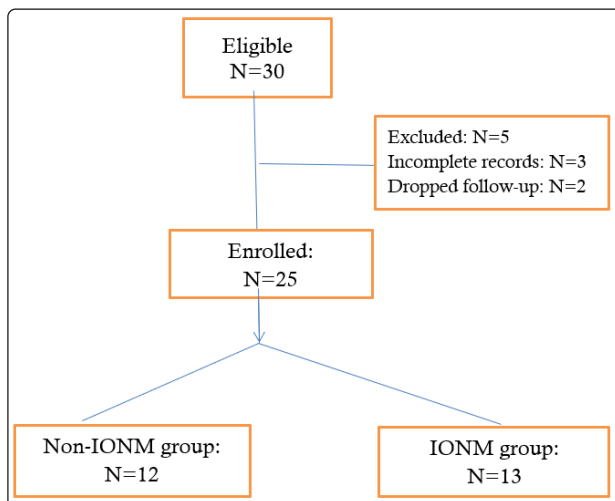 Eligible
N=30
Excluded: N=5
Incomplete records: N=3
Dropped follow-up: N=2
Enrolled:
N=25
Non-IONM group:
N=12
IONM group:
N=13